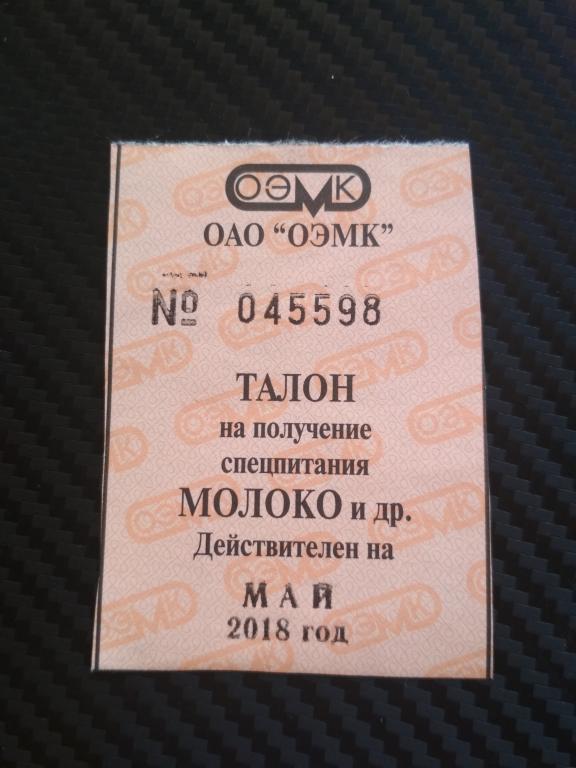 ОЭМК
ОАО “ОЭМК”
№ 045598
ТАЛОН
на получение
спецпитания
МОЛОКО и др.
Действителен на
МАЙ
2018 год